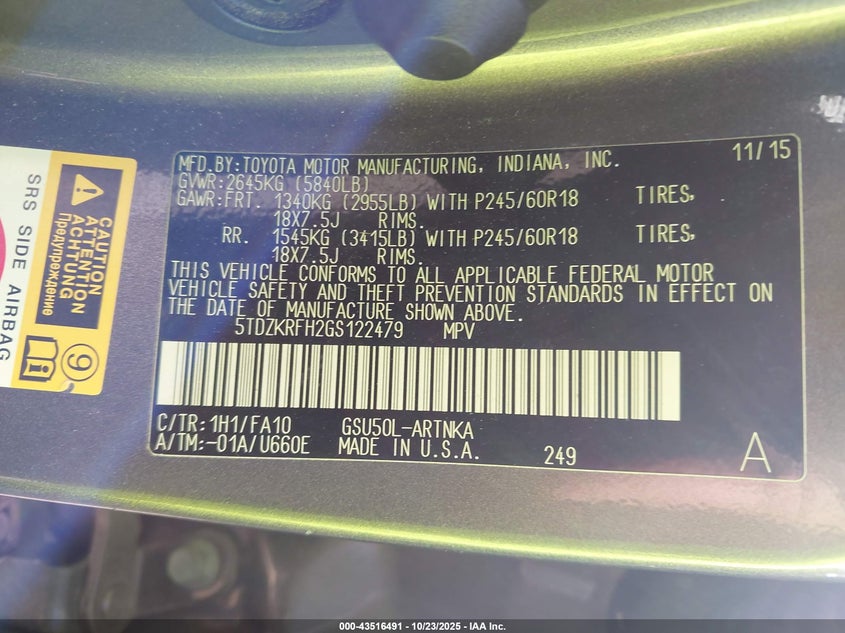 MFD.BY:TOYOTA MOTOR MANUFACTURING, INDIANA, INC. 11/15
GVWR:2645KG (5840LB)
GAWR:FRT. 1340KG (2955LB) WITH P245/60R18 TIRES,
18X7.5J RIMS.
RR. 1545KG (3415LB) WITH P245/60R18 TIRES,
18X7.5J RIMS.
THIS VEHICLE CONFORMS TO ALL APPLICABLE FEDERAL MOTOR
VEHICLE SAFETY AND THEFT PREVENTION STANDARDS IN EFFECT ON
THE DATE OF MANUFACTURE SHOWN ABOVE.
5TDZKRFH2GS122479 MPV
C/TR: 1H1/FA10 GSU50L-ARTNKA
A/TM:-01A/U660E MADE IN U.S.A. 249 A
SRS SIDE AIRBAG
CAUTION
ATTENTION
ACHTUNG
Предупреждение
9
000-43516491 - 10/23/2025 - IAA Inc.